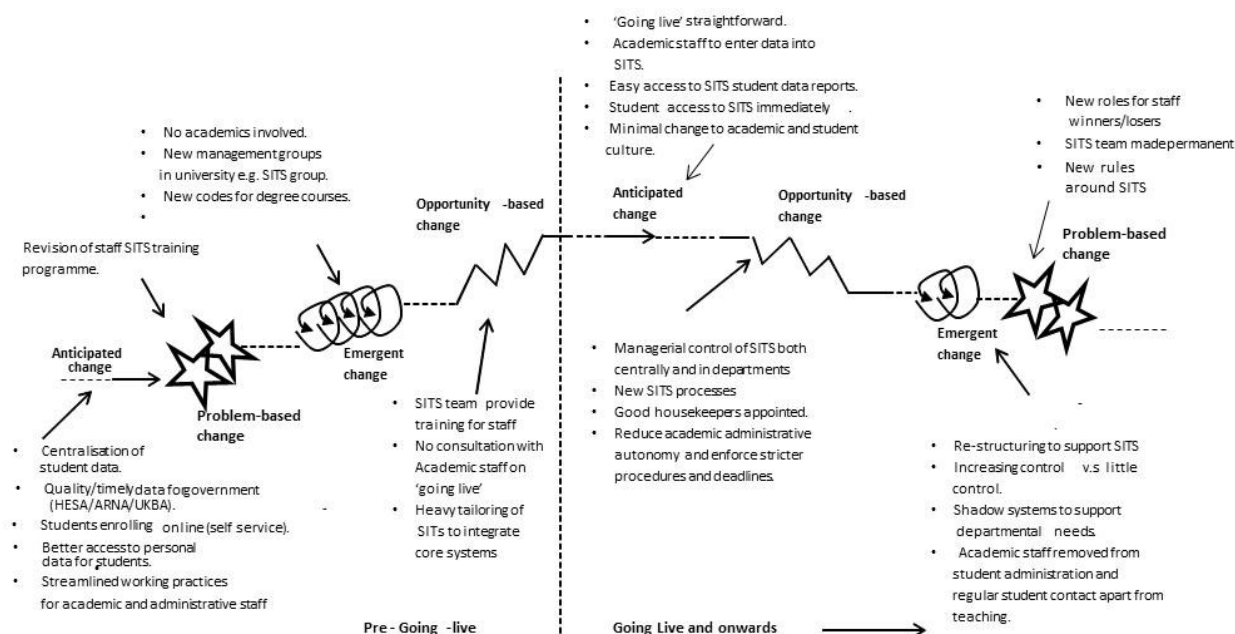 • 'Going live' straightforward.
• Academic staff to enter data into
SITS.
• Easy access to SITS student data reports.
• Student access to SITS immediately .
• Minimal change to academic and student
culture.
• New roles for staff
winners/losers
• SITS team made permanent
• New rules
around SITS
• No academics involved.
• New management groups
in university e.g. SITS group.
• New codes for degree courses.
•
Revision of staff SITS training
programme.
Opportunity -based
change
Anticipated
change
Opportunity -based
change
Problem-based
change
Anticipated
change
Problem-based
change
Emergent
change
Emergent
change
• Centralisation of
student data.
• Quality/timely data for government
(HESA/ARNA/UKBA).
• Students enrolling online (self service).
• Better access to personal
data for students.
• Streamlined working practices
for academic and administrative staff
• SITS team provide
training for staff
• No consultation with
Academic staff on
'going live'
• Heavy tailoring of
SITs to integrate
core systems
• Managerial control of SITS both
centrally and in departments
• New SITS processes
• Good housekeepers appointed.
• Reduce academic administrative
autonomy and enforce stricter
procedures and deadlines.
• Re-structuring to support SITS
• Increasing control v.s little
control.
• Shadow systems to support
departmental needs.
• Academic staff removed from
student administration and
regular student contact apart from
teaching.
Pre - Going -live
Going Live and onwards